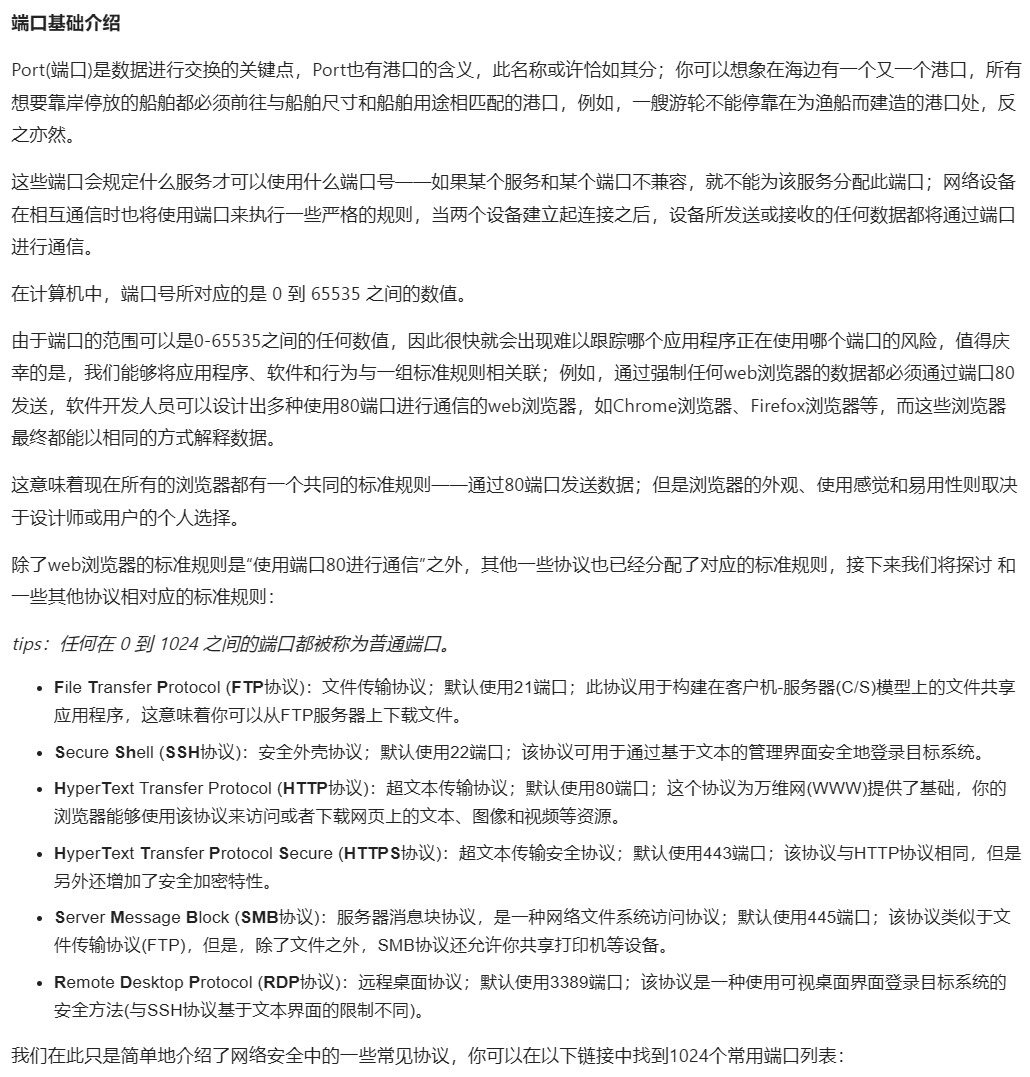 端口基础介绍
Port(端口)是数据进行交换的关键点，Port也有港口的含义，此名称或许恰如其分；你可以想象在海边有一个又一个港口，所有
想要靠岸停放的船舶都必须前往与船舶尺寸和船舶用途相匹配的港口，例如，一艘游轮不能停靠在为渔船而建造的港口处，反
之亦然。
这些端口会规定什么服务才可以使用什么端口号——如果某个服务和某个端口不兼容，就不能为该服务分配此端口；网络设备
在相互通信时也将使用端口来执行一些严格的规则，当两个设备建立起连接之后，设备所发送或接收的任何数据都将通过端口
进行通信。
在计算机中，端口号所对应的是 0 到 65535 之间的数值。
由于端口的范围可以是0-65535之间的任何数值，因此很快就会出现难以跟踪哪个应用程序正在使用哪个端口的风险，值得庆
幸的是，我们能够将应用程序、软件和行为与一组标准规则相关联；例如，通过强制任何web浏览器的数据都必须通过端口80
发送，软件开发人员可以设计出多种使用80端口进行通信的web浏览器，如Chrome浏览器、Firefox浏览器等，而这些浏览器
最终都能以相同的方式解释数据。
这意味着现在所有的浏览器都有一个共同的标准规则——通过80端口发送数据；但是浏览器的外观、使用感觉和易用性则取决
于设计师或用户的个人选择。
除了web浏览器的标准规则是“使用端口80进行通信”之外，其他一些协议也已经分配了对应的标准规则，接下来我们将探讨 和
一些其他协议相对应的标准规则：
tips：任何在 0 到 1024 之间的端口都被称为普通端口。
• File Transfer Protocol (FTP协议)：文件传输协议；默认使用21端口；此协议用于构建在客户机-服务器(C/S)模型上的文件共享
应用程序，这意味着你可以从FTP服务器上下载文件。
• Secure Shell (SSH协议)：安全外壳协议；默认使用22端口；该协议可用于通过基于文本的管理界面安全地登录目标系统。
• HyperText Transfer Protocol (HTTP协议)：超文本传输协议；默认使用80端口；这个协议为万维网(WWW)提供了基础，你的
浏览器能够使用该协议来访问或者下载网页上的文本、图像和视频等资源。
• HyperText Transfer Protocol Secure (HTTPS协议)：超文本传输安全协议；默认使用443端口；该协议与HTTP协议相同，但是
另外还增加了安全加密特性。
• Server Message Block (SMB协议)：服务器消息块协议，是一种网络文件系统访问协议；默认使用445端口；该协议类似于文
件传输协议(FTP)，但是，除了文件之外，SMB协议还允许你共享打印机等设备。
• Remote Desktop Protocol (RDP协议)：远程桌面协议；默认使用3389端口；该协议是一种使用可视桌面界面登录目标系统的
安全方法(与SSH协议基于文本界面的限制不同)。
我们在此只是简单地介绍了网络安全中的一些常见协议，你可以在以下链接中找到1024个常用端口列表：